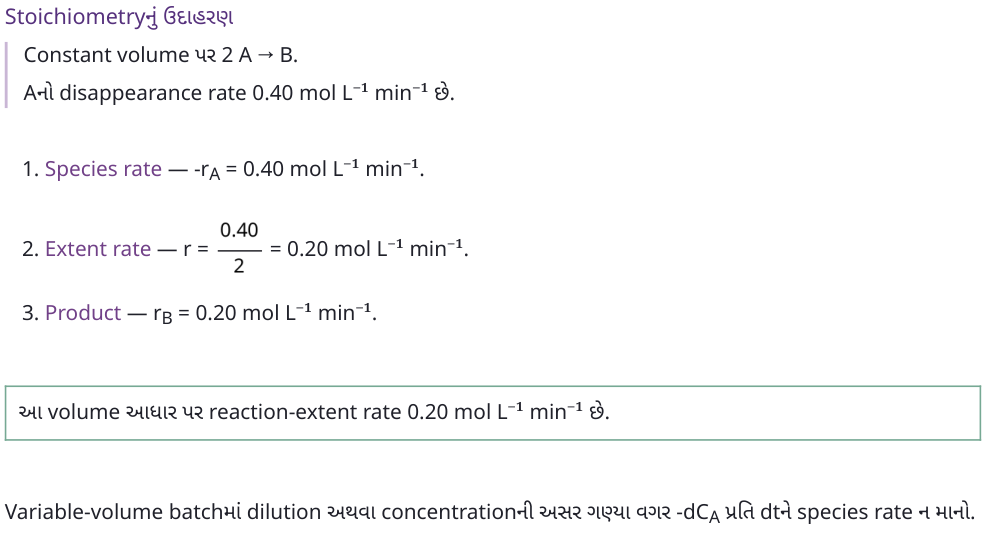 Stoichiometryનું ઉદાહરણ
Constant volume પર 2 A → B.
Aનો disappearance rate 0.40 mol L⁻¹ min⁻¹ છે.
1. Species rate — -r_A = 0.40 mol L⁻¹ min⁻¹.
2. Extent rate — r = 0.40/2 = 0.20 mol L⁻¹ min⁻¹.
3. Product — r_B = 0.20 mol L⁻¹ min⁻¹.
આ volume આધાર પર reaction-extent rate 0.20 mol L⁻¹ min⁻¹ છે.
Variable-volume batchમાં dilution અથવા concentrationની અસર ગણ્યા વગર -dC_A પ્રતિ dtને species rate ન માનો.